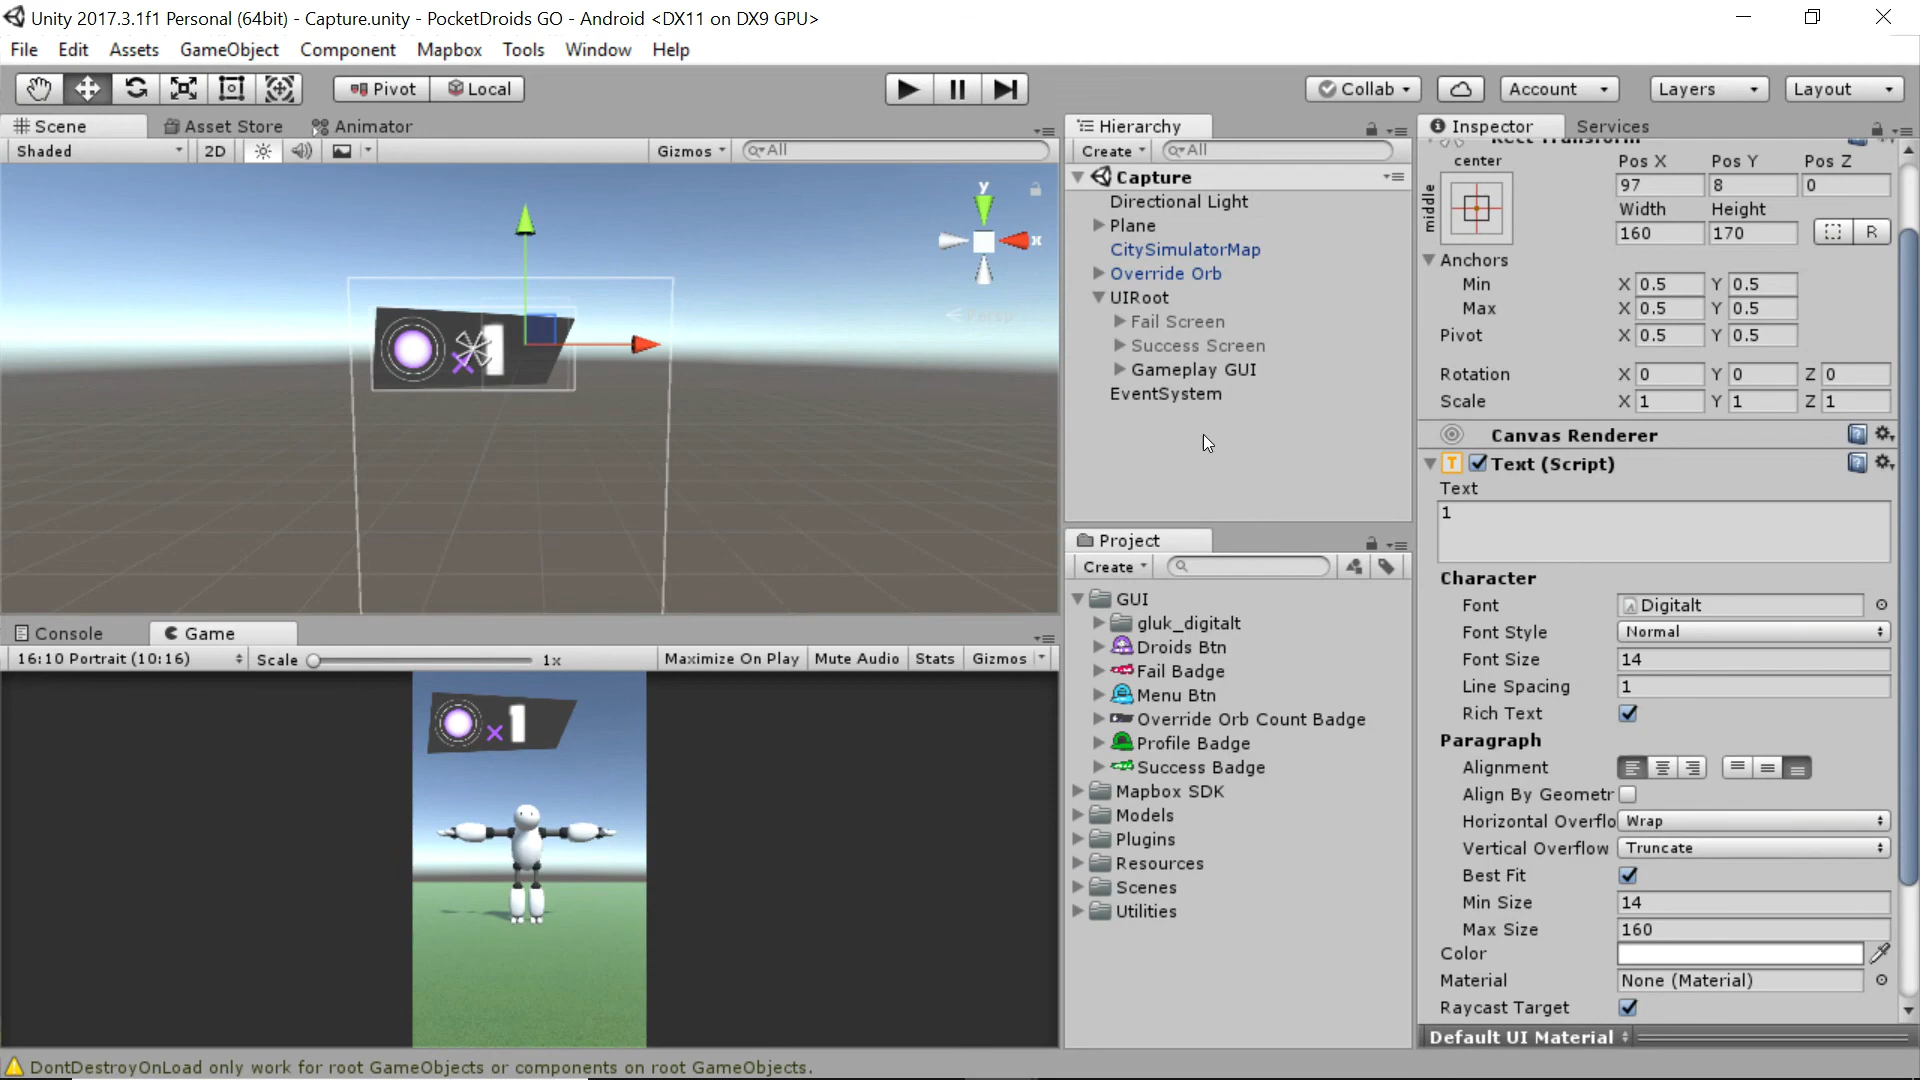 Unity 2017.3.1f1 Personal (64bit) - Capture.unity - PocketDroids GO - Android <DX11 on DX9 GPU>
File Edit Assets GameObject Component Mapbox Tools Window Help
Pivot Local Collab Account Layers Layout
Scene Asset Store Animator
Shaded 2D Gizmos All
y
x
Persp
1
Console Game
16:10 Portrait (10:16) Scale 1x Maximize On Play Mute Audio Stats Gizmos
x 1
Hierarchy
Create All
Capture
Directional Light
Plane
CitySimulatorMap
Override Orb
UIRoot
Fail Screen
Success Screen
Gameplay GUI
EventSystem
Project
Create
GUI
gluk_digitalt
Droids Btn
Fail Badge
Menu Btn
Override Orb Count Badge
Profile Badge
Success Badge
Mapbox SDK
Models
Plugins
Resources
Scenes
Utilities
Inspector Services
Rect Transform
center Pos X Pos Y Pos Z
middle
97 8 0
Width Height
160 170 R
Anchors
Min X 0.5 Y 0.5
Max X 0.5 Y 0.5
Pivot X 0.5 Y 0.5
Rotation X 0 Y 0 Z 0
Scale X 1 Y 1 Z 1
Canvas Renderer
T Text (Script)
Text
1
Character
Font Digitalt
Font Style Normal
Font Size 14
Line Spacing 1
Rich Text
Paragraph
Alignment
Align By Geometr
Horizontal Overflo Wrap
Vertical Overflow Truncate
Best Fit
Min Size 14
Max Size 160
Color
Material None (Material)
Raycast Target
Default UI Material
DontDestroyOnLoad only work for root GameObjects or components on root GameObjects.